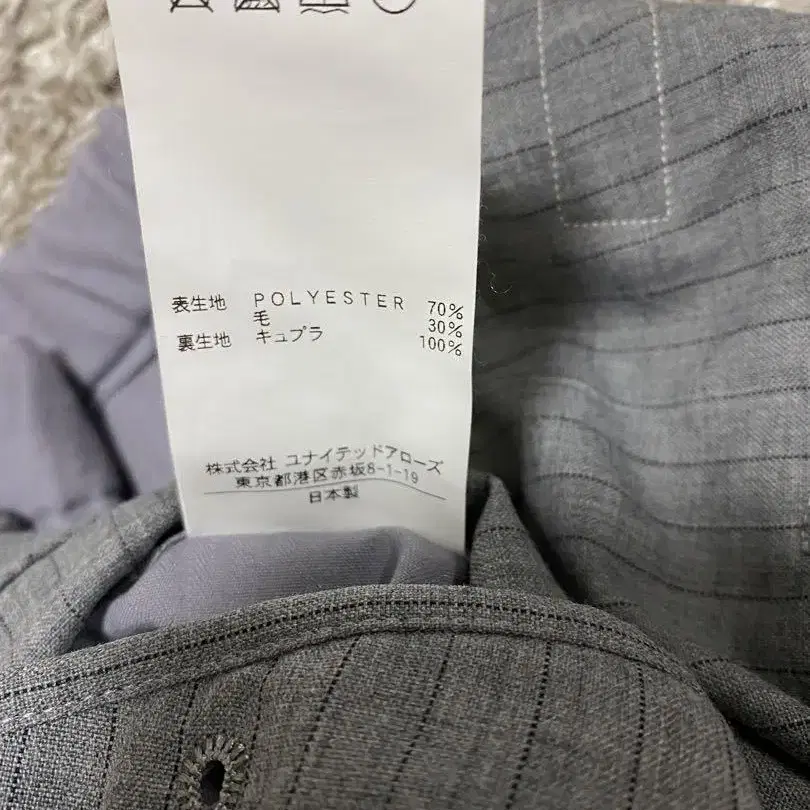 表生地 POLYESTER 70%
毛 30%
裏生地 キュプラ 100%
株式会社 ユナイテッドアローズ
東京都港区赤坂8-1-19
日本製